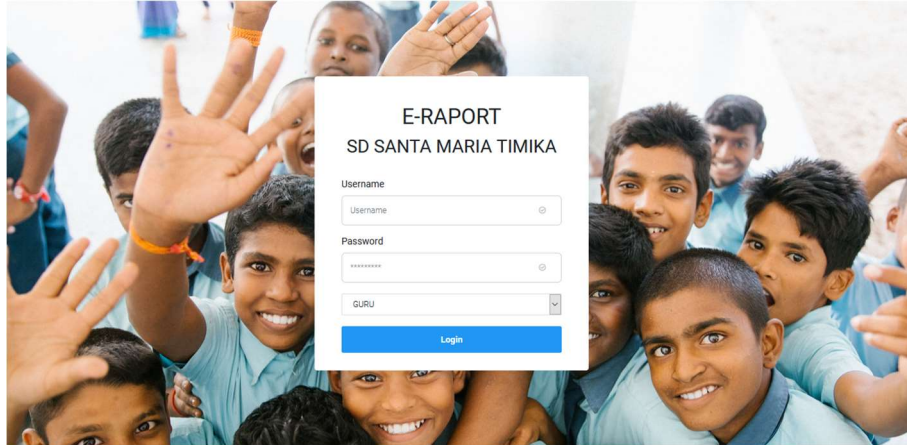 E-RAPORT
SD SANTA MARIA TIMIKA
Username
Username
Password
*********
GURU
Login